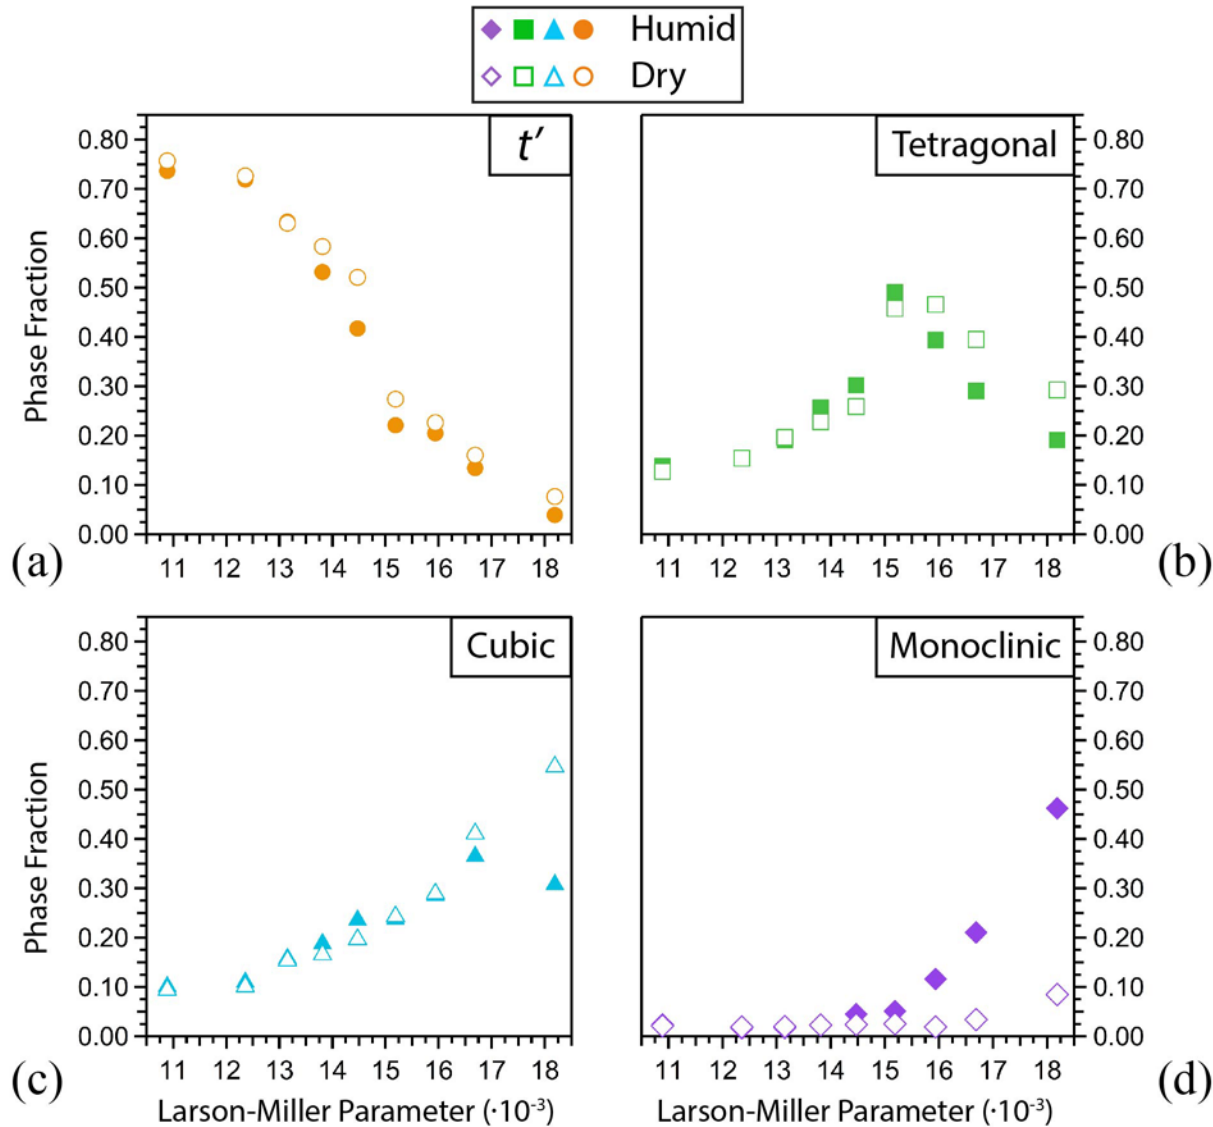 Humid
Dry
t′
Tetragonal
0.80
0.70
0.60
0.50
0.40
0.30
0.20
0.10
0.00
Phase Fraction
0.80
0.70
0.60
0.50
0.40
0.30
0.20
0.10
0.00
11 12 13 14 15 16 17 18
11 12 13 14 15 16 17 18
(a)
(b)
Cubic
Monoclinic
0.80
0.70
0.60
0.50
0.40
0.30
0.20
0.10
0.00
Phase Fraction
0.80
0.70
0.60
0.50
0.40
0.30
0.20
0.10
0.00
11 12 13 14 15 16 17 18
11 12 13 14 15 16 17 18
(c)
(d)
Larson-Miller Parameter (·10⁻³)
Larson-Miller Parameter (·10⁻³)